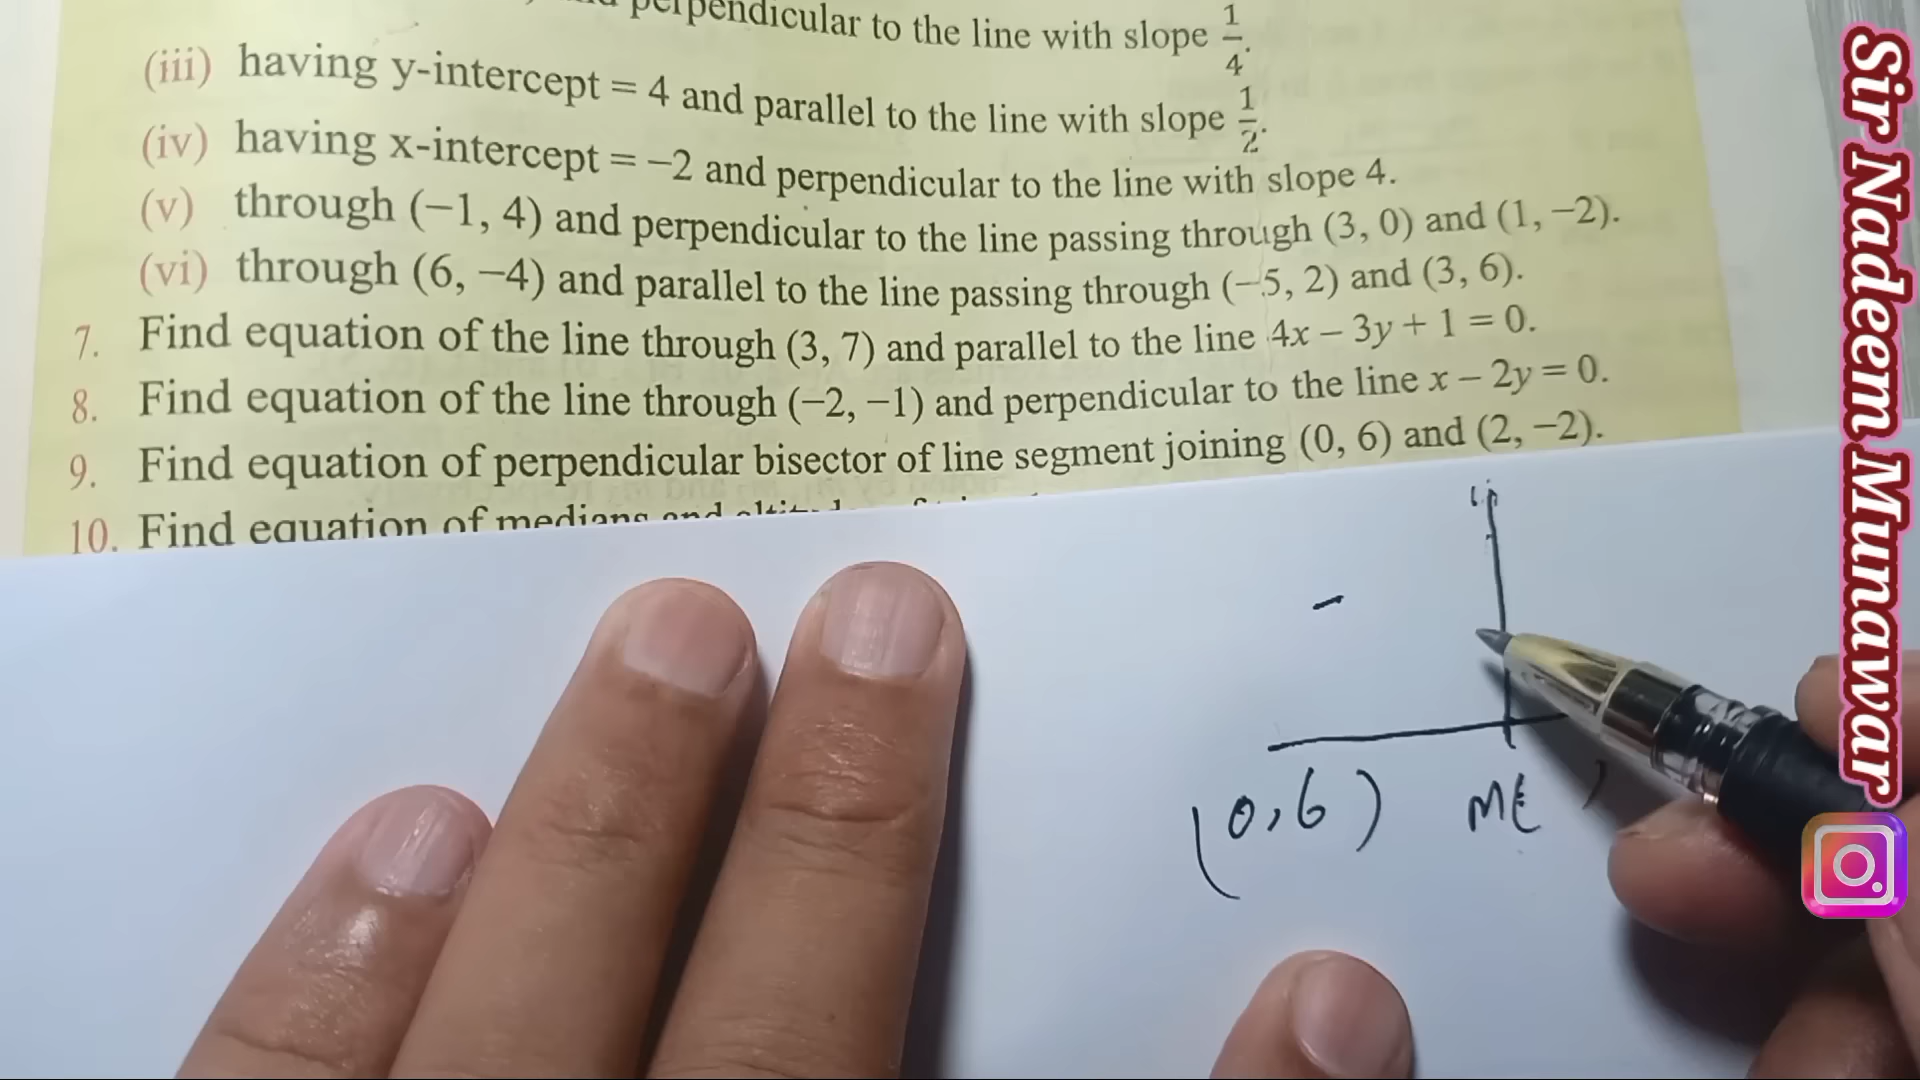 perpendicular to the line with slope 1/4.
(iii) having y-intercept = 4 and parallel to the line with slope 1/2.
(iv) having x-intercept = −2 and perpendicular to the line with slope 4.
(v) through (−1, 4) and perpendicular to the line passing through (3, 0) and (1, −2).
(vi) through (6, −4) and parallel to the line passing through (−5, 2) and (3, 6).
7. Find equation of the line through (3, 7) and parallel to the line 4x − 3y + 1 = 0.
8. Find equation of the line through (−2, −1) and perpendicular to the line x − 2y = 0.
9. Find equation of perpendicular bisector of line segment joining (0, 6) and (2, −2).
10. Find equation of medians and
(0,6)
Sir Nadeem Munawar